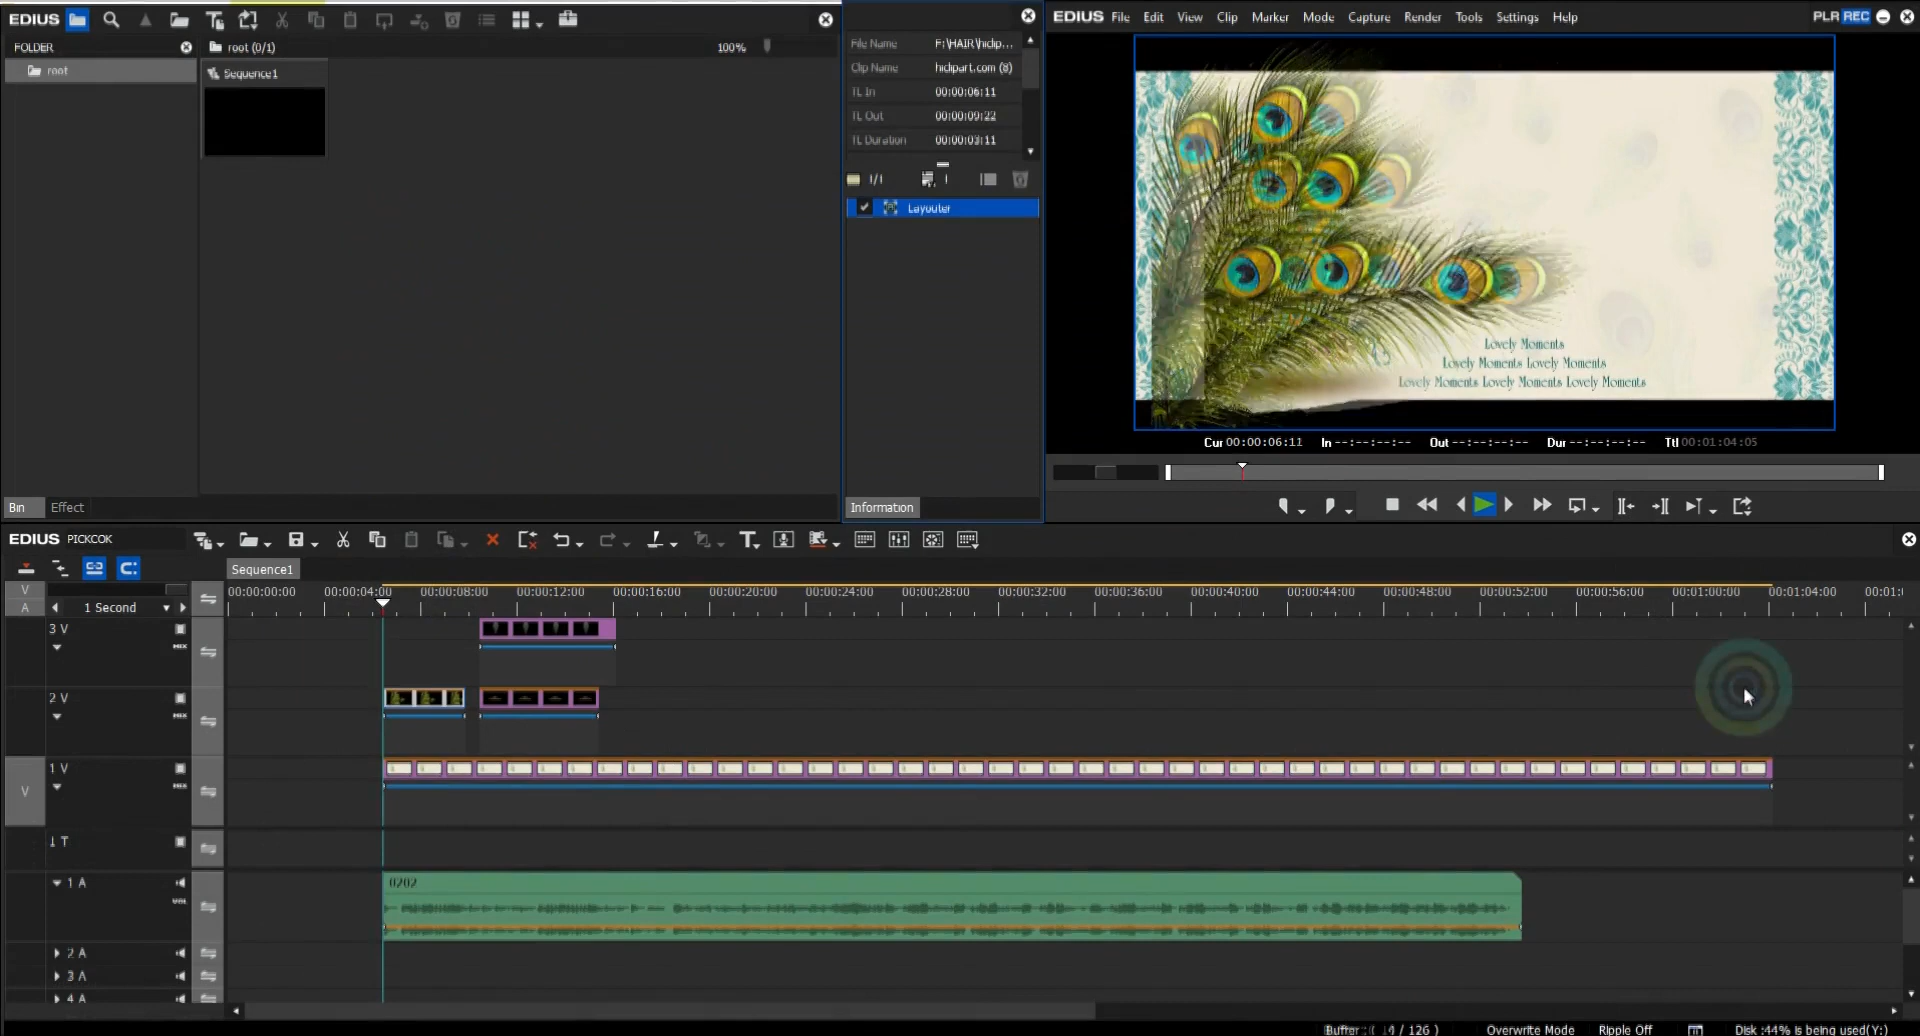 EDIUS
FOLDER
root (0/1)
100%
root
Sequence1
Bin
Effect
File Name F:\HAIR\hiclip...
Clip Name hiclipart.com (8)
TL In 00:00:06:11
TL Out 00:00:09:22
TL Duration 00:00:03:11
1/1
Layouter
Information
EDIUS File Edit View Clip Marker Mode Capture Render Tools Settings Help PLR REC
Lovely Moments
Lovely Moments Lovely Moments
Lovely Moments Lovely Moments Lovely Moments
Cur 00:00:06:11 In --:--:--:-- Out --:--:--:-- Dur --:--:--:-- Ttl 00:01:04:05
EDIUS PICKCOK
Sequence1
V
A
1 Second
00:00:00:00 00:00:04:00 00:00:08:00 00:00:12:00 00:00:16:00 00:00:20:00 00:00:24:00 00:00:28:00 00:00:32:00 00:00:36:00 00:00:40:00 00:00:44:00 00:00:48:00 00:00:52:00 00:00:56:00 00:01:00:00 00:01:04:00
3 V
MIX
2 V
MIX
V
1 V
MIX
1 T
1 A
VOL
0202
2 A
3 A
4 A
Overwrite Mode Ripple Off Disk :44% is being used(Y:)